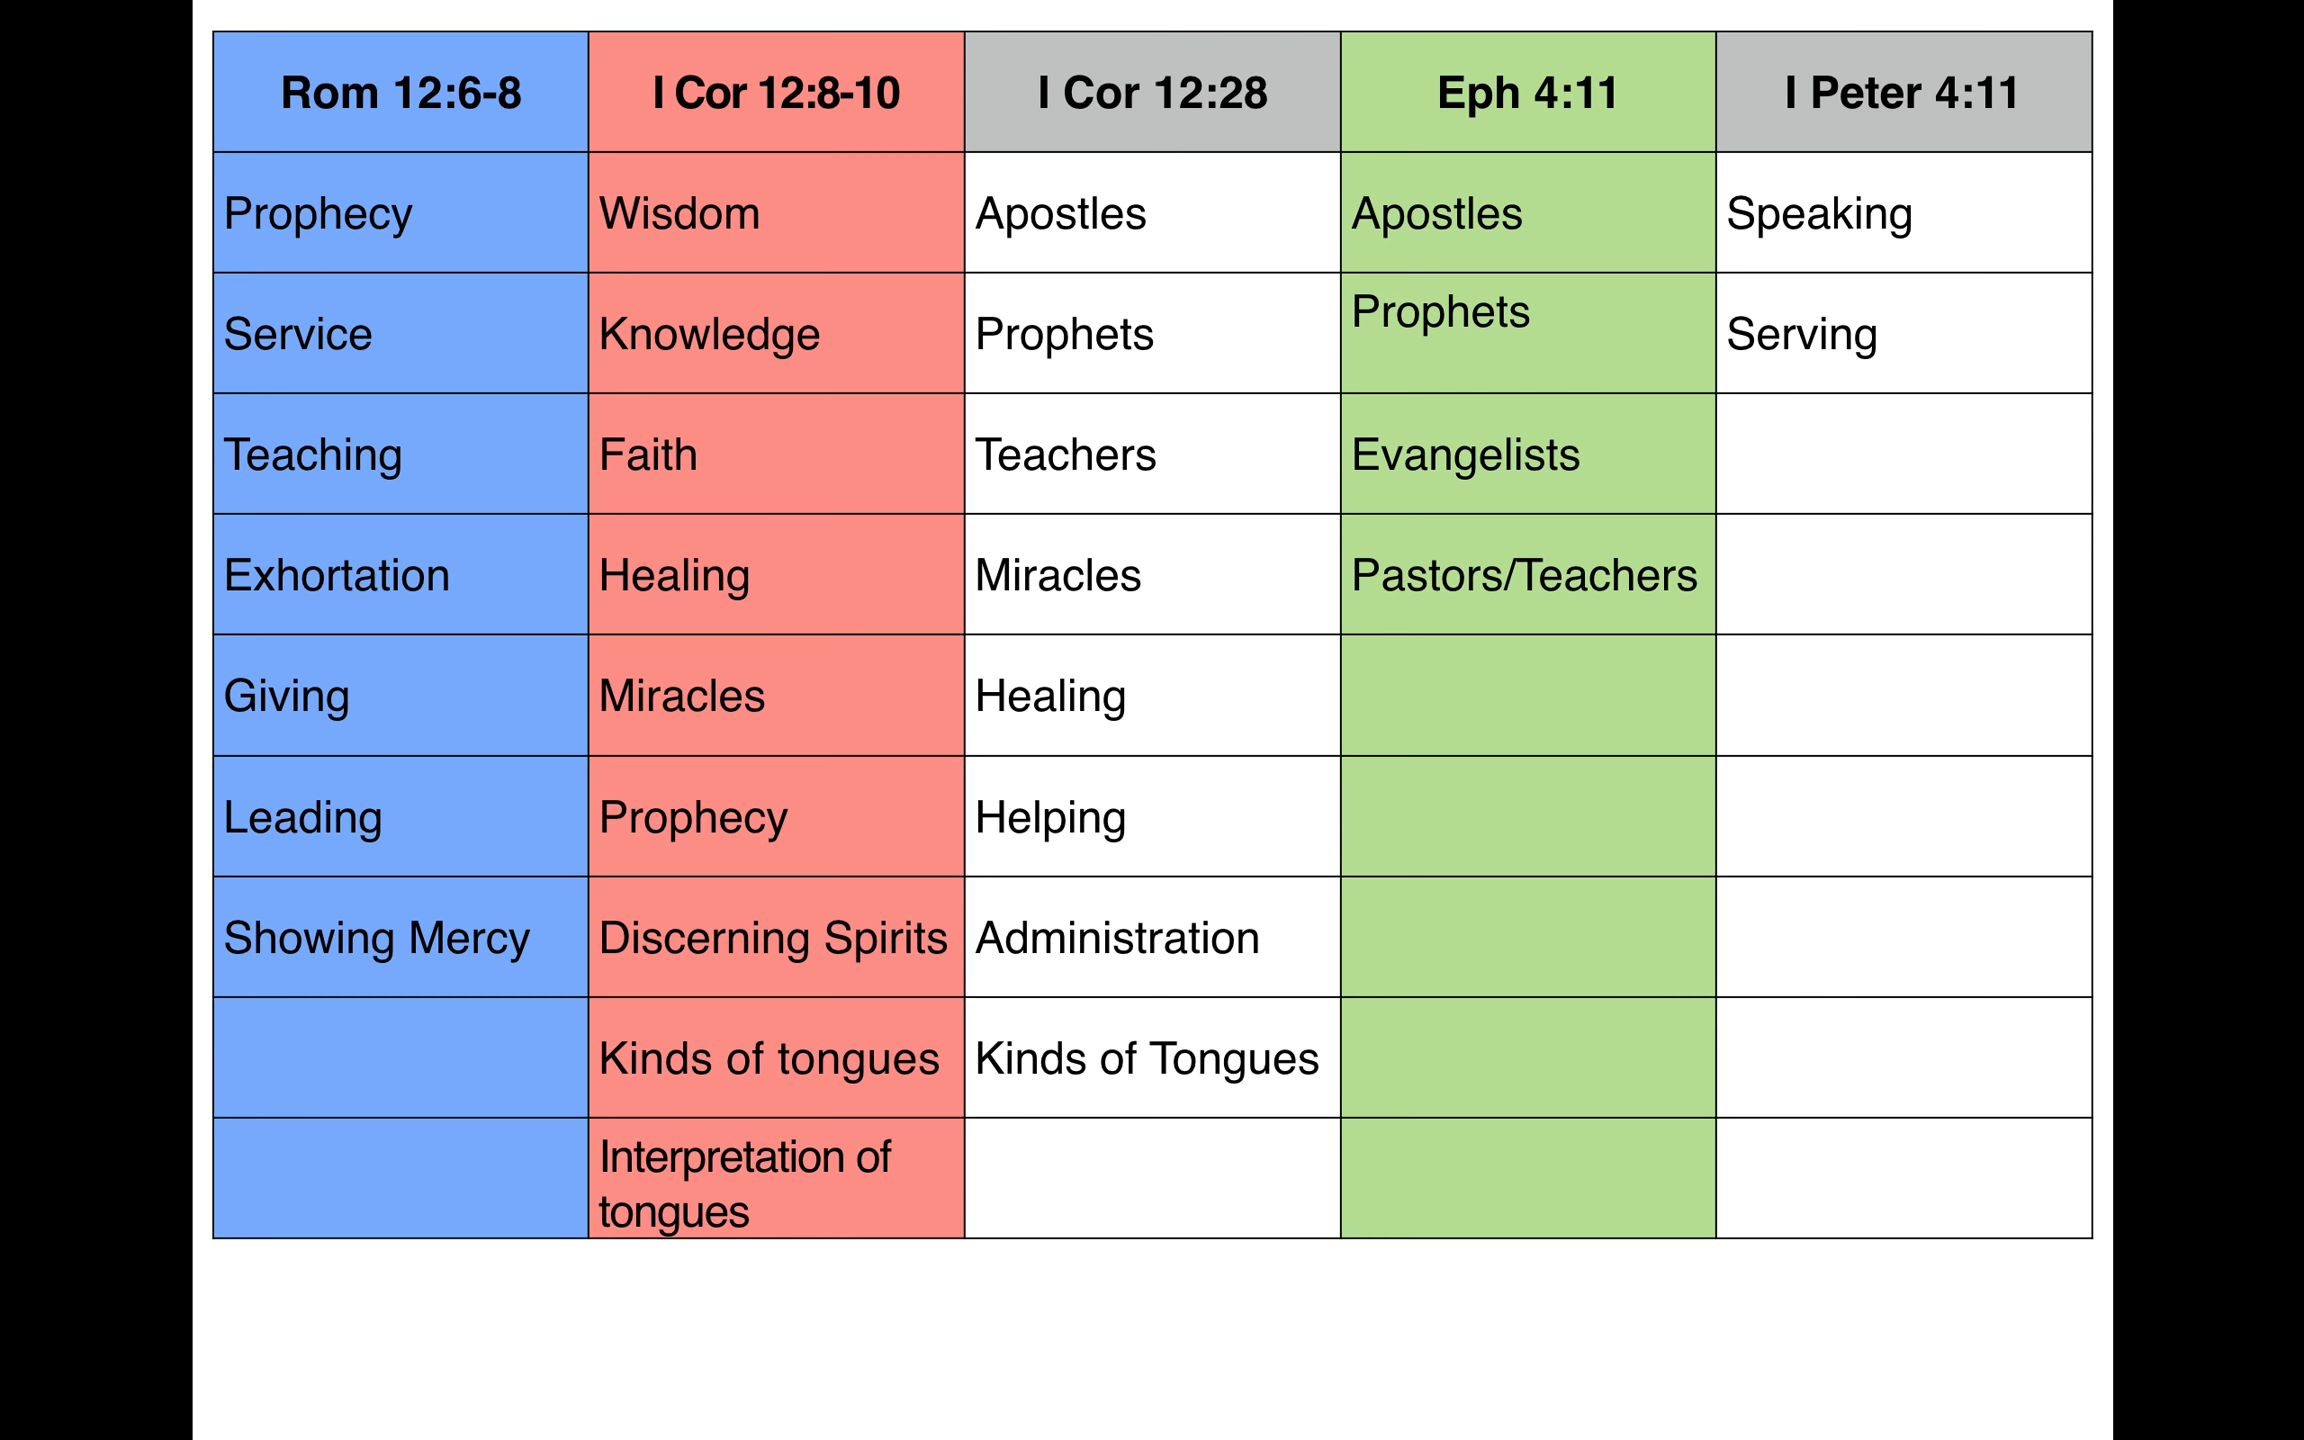 Rom 12:6-8 I Cor 12:8-10 I Cor 12:28 Eph 4:11 I Peter 4:11
Prophecy Wisdom Apostles Apostles Speaking
Service Knowledge Prophets Prophets Serving
Teaching Faith Teachers Evangelists
Exhortation Healing Miracles Pastors/Teachers
Giving Miracles Healing
Leading Prophecy Helping
Showing Mercy Discerning Spirits Administration
Kinds of tongues Kinds of Tongues
Interpretation of
tongues